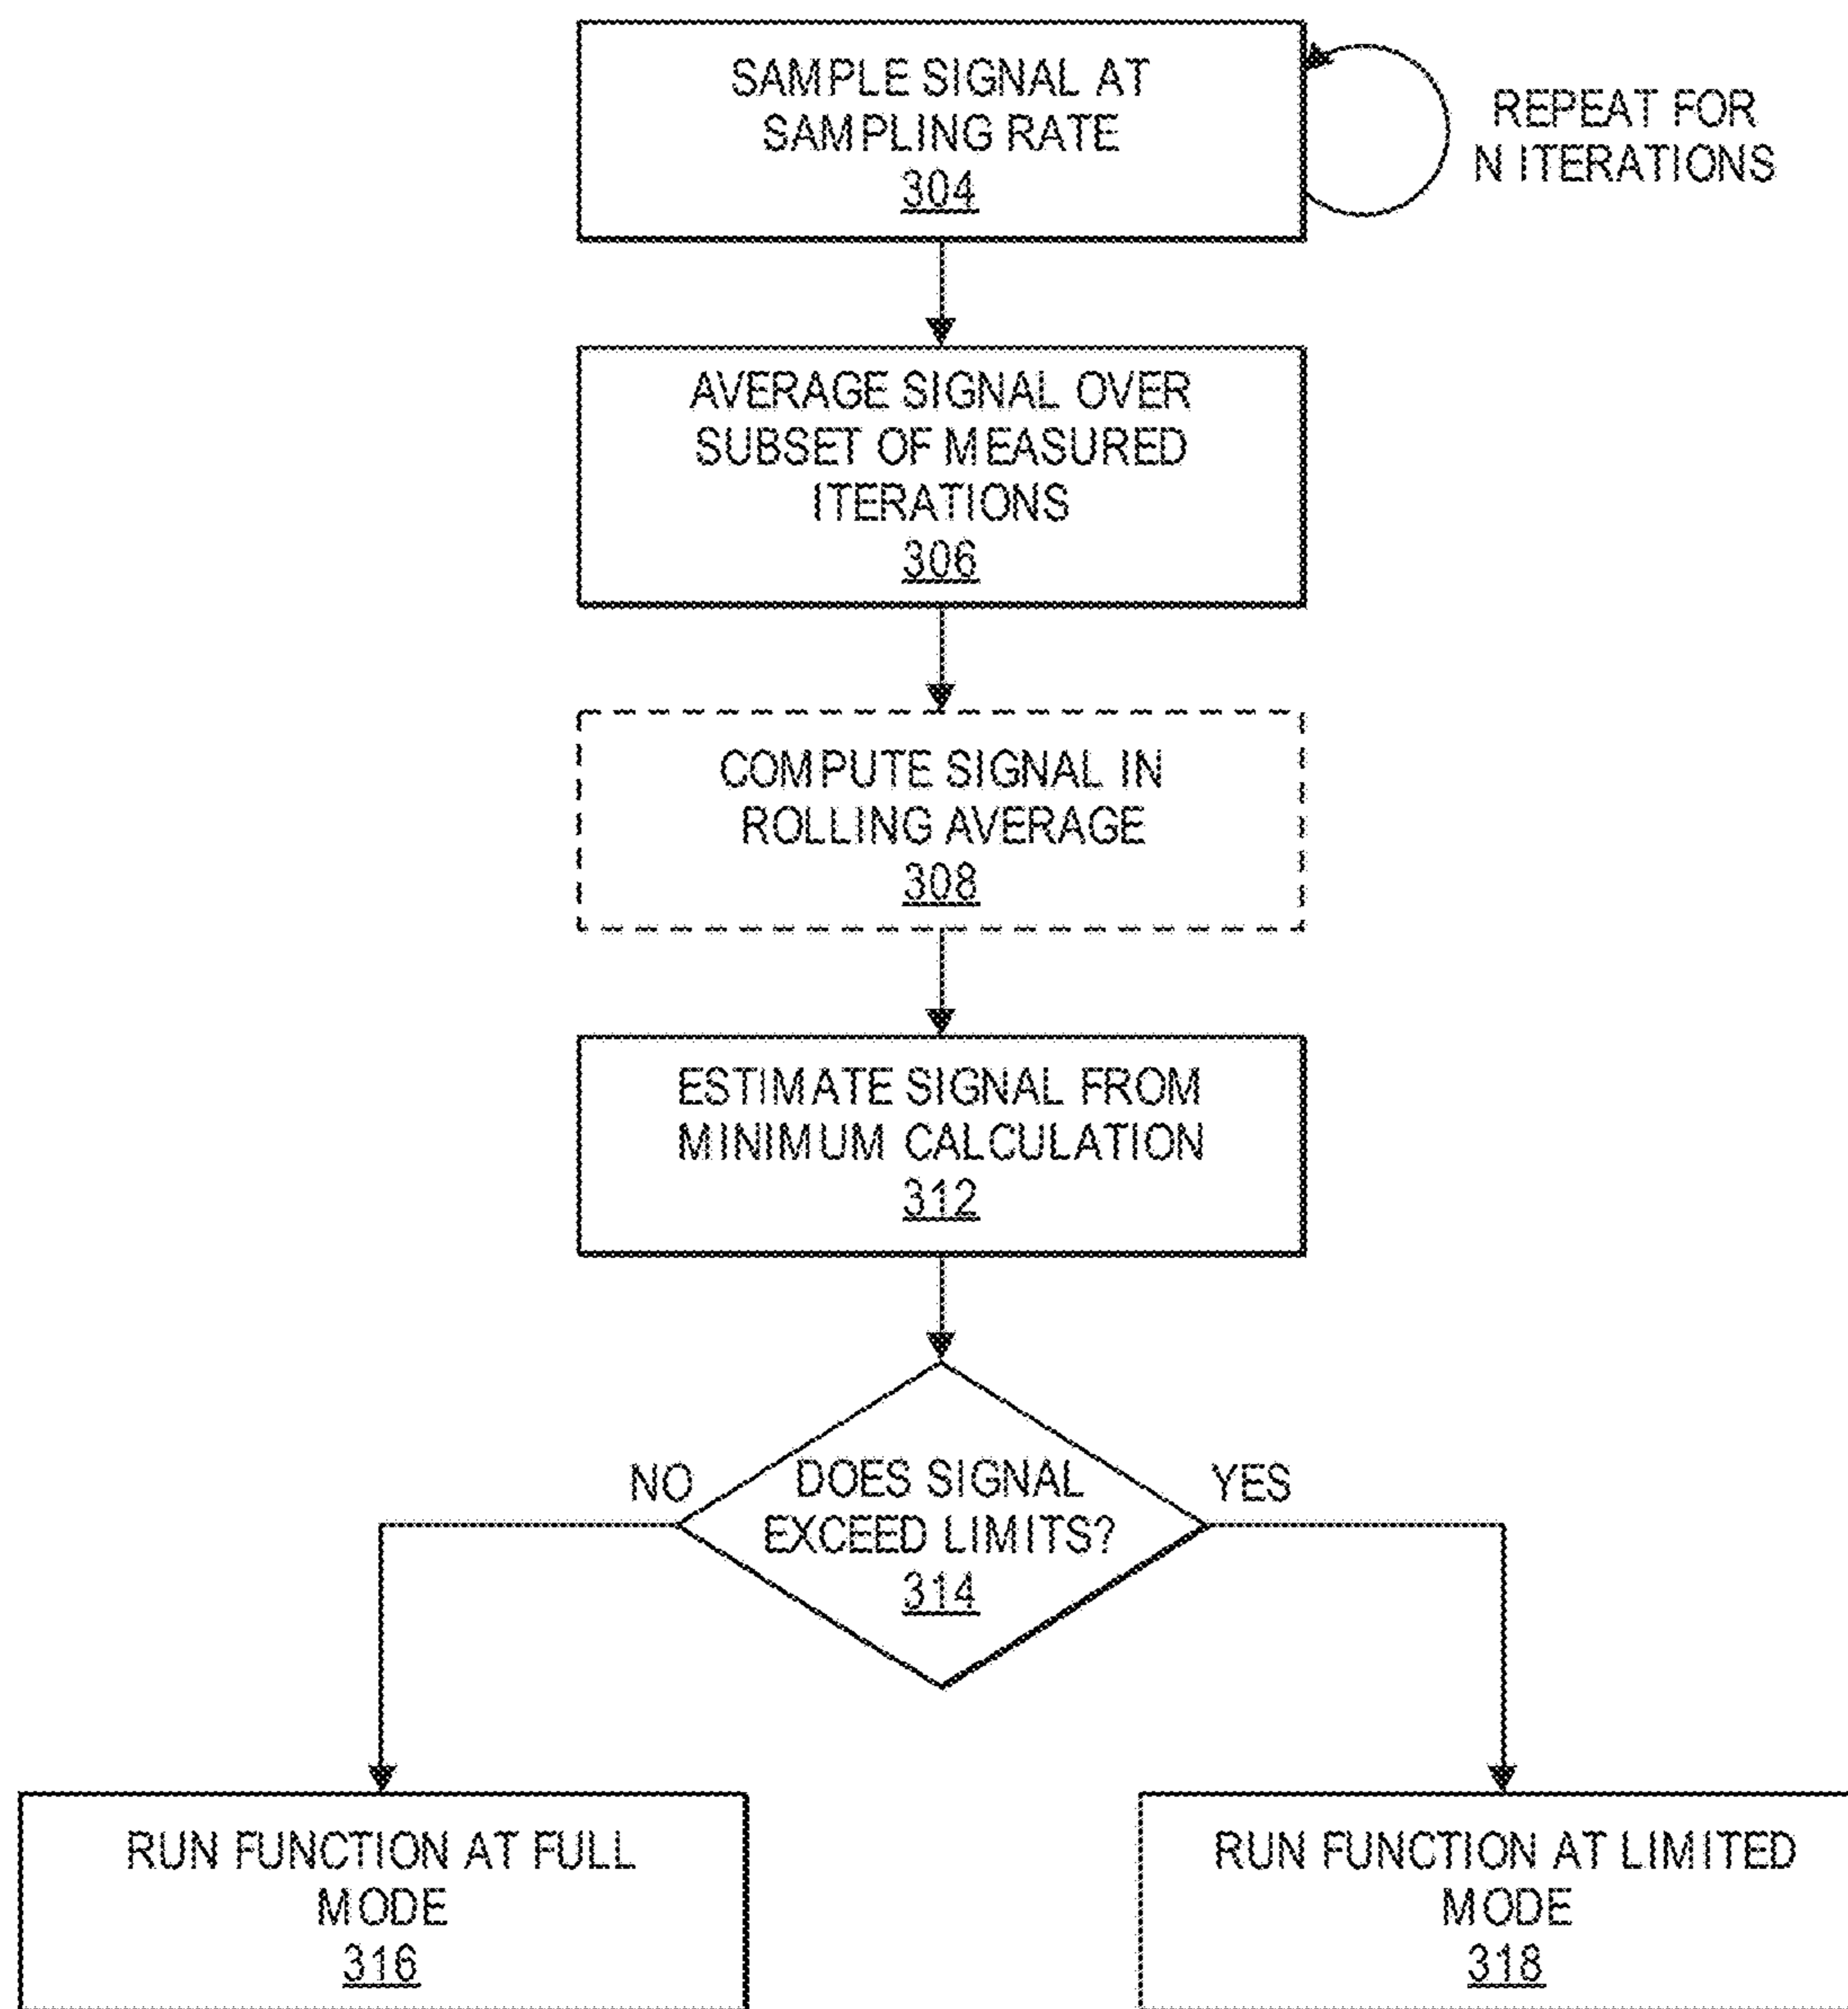 SAMPLE SIGNAL AT
SAMPLING RATE
304
REPEAT FOR
N ITERATIONS
AVERAGE SIGNAL OVER
SUBSET OF MEASURED
ITERATIONS
306
COMPUTE SIGNAL IN
ROLLING AVERAGE
308
ESTIMATE SIGNAL FROM
MINIMUM CALCULATION
312
NO
DOES SIGNAL
EXCEED LIMITS?
314
YES
RUN FUNCTION AT FULL
MODE
316
RUN FUNCTION AT LIMITED
MODE
318